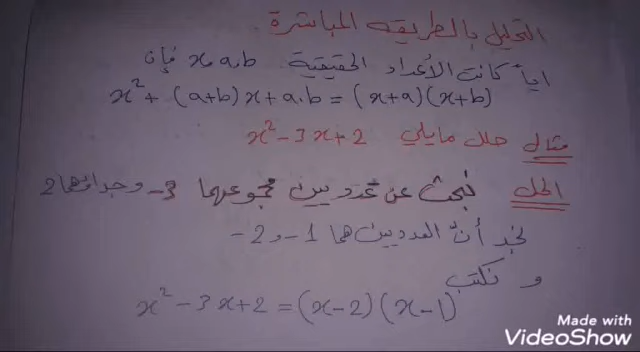 التحليل بالطريقة المباشرة
أياً كانت الأعداد الحقيقية x،a،b فإن
x² + (a+b)x + a.b = (x+a)(x+b)
مثال حلل مايلي x² - 3x + 2
الحل نبحث عن عددين مجموعهما 3- وجداؤهما 2
نجد أنّ العددين هما 1- و 2-
و نكتب
x² - 3x + 2 = (x-2)(x-1)
Made with
VideoShow